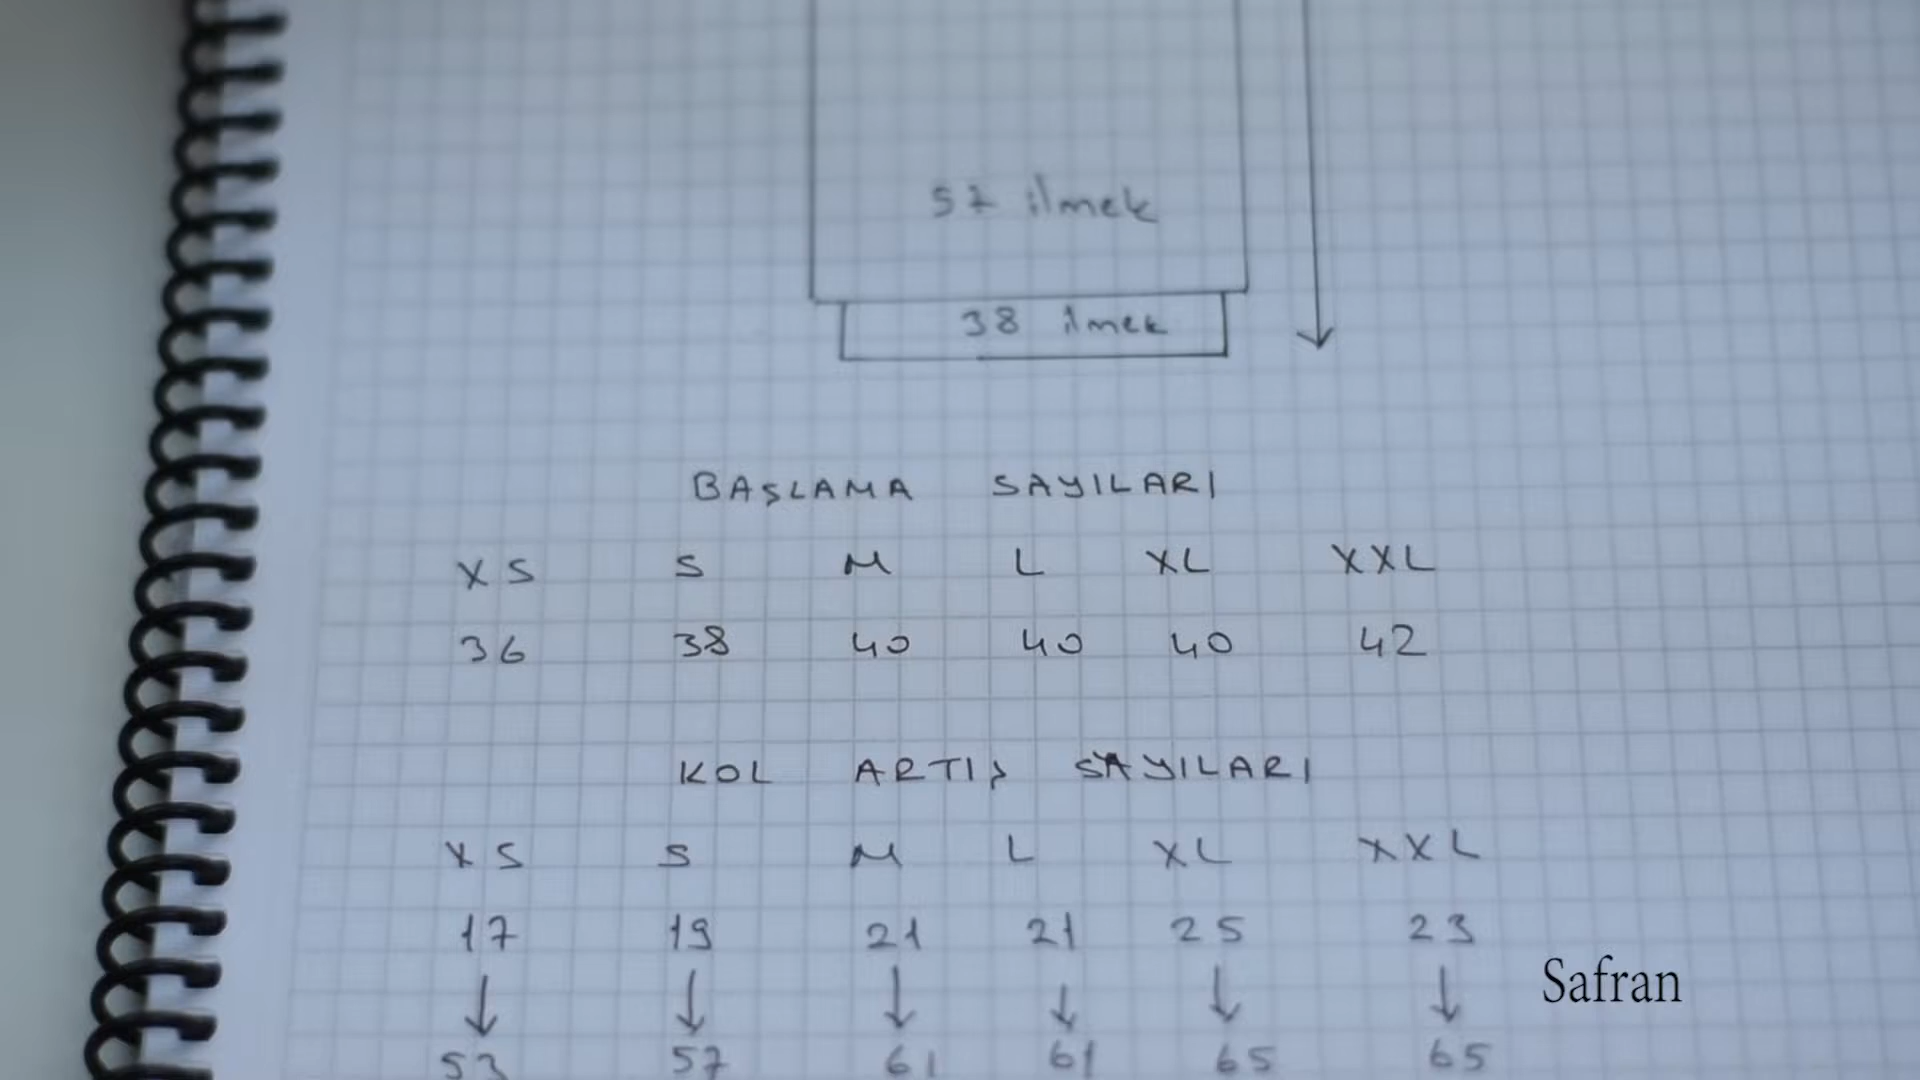 57 ilmek
38 ilmek
BAŞLAMA SAYILARI
XS S M L XL XXL
36 38 40 40 40 42
KOL ARTIŞ SAYILARI
XS S M L XL XXL
17 19 21 21 25 23
Safran
53 57 61 61 65 65